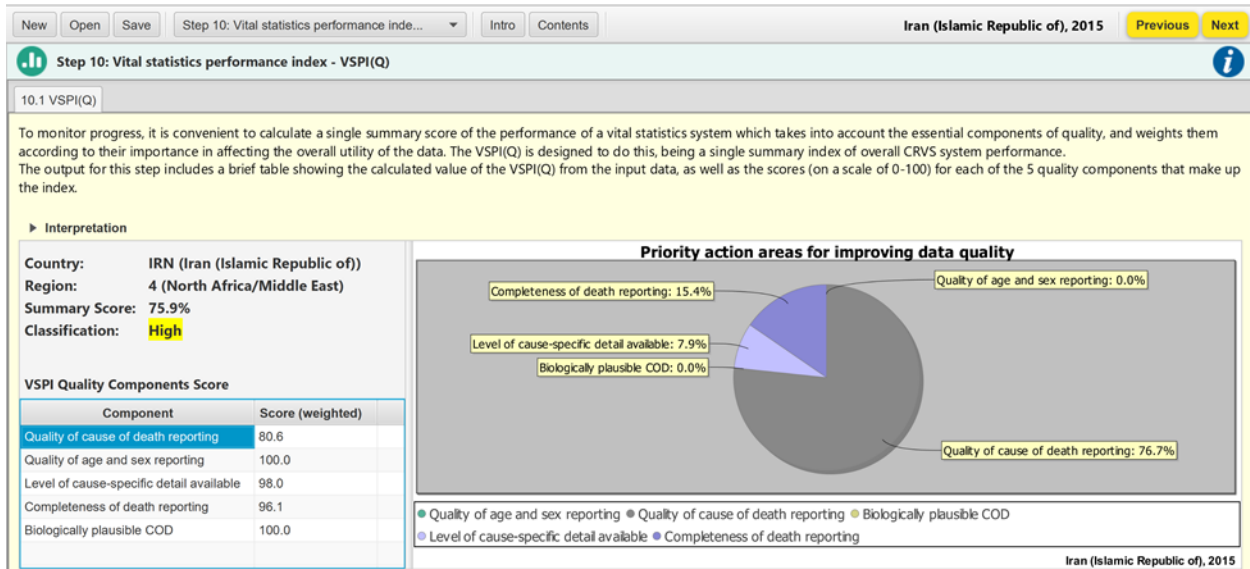 New Open Save Step 10: Vital statistics performance inde... Intro Contents Iran (Islamic Republic of), 2015 Previous Next
Step 10: Vital statistics performance index - VSPI(Q)
10.1 VSPI(Q)
To monitor progress, it is convenient to calculate a single summary score of the performance of a vital statistics system which takes into account the essential components of quality, and weights them
according to their importance in affecting the overall utility of the data. The VSPI(Q) is designed to do this, being a single summary index of overall CRVS system performance.
The output for this step includes a brief table showing the calculated value of the VSPI(Q) from the input data, as well as the scores (on a scale of 0-100) for each of the 5 quality components that make up
the index.
Interpretation
Country: IRN (Iran (Islamic Republic of))
Region: 4 (North Africa/Middle East)
Summary Score: 75.9%
Classification: High
VSPI Quality Components Score
Component Score (weighted)
Quality of cause of death reporting 80.6
Quality of age and sex reporting 100.0
Level of cause-specific detail available 98.0
Completeness of death reporting 96.1
Biologically plausible COD 100.0
Priority action areas for improving data quality
Quality of age and sex reporting: 0.0%
Completeness of death reporting: 15.4%
Level of cause-specific detail available: 7.9%
Biologically plausible COD: 0.0%
Quality of cause of death reporting: 76.7%
Quality of age and sex reporting Quality of cause of death reporting Biologically plausible COD
Level of cause-specific detail available Completeness of death reporting
Iran (Islamic Republic of), 2015